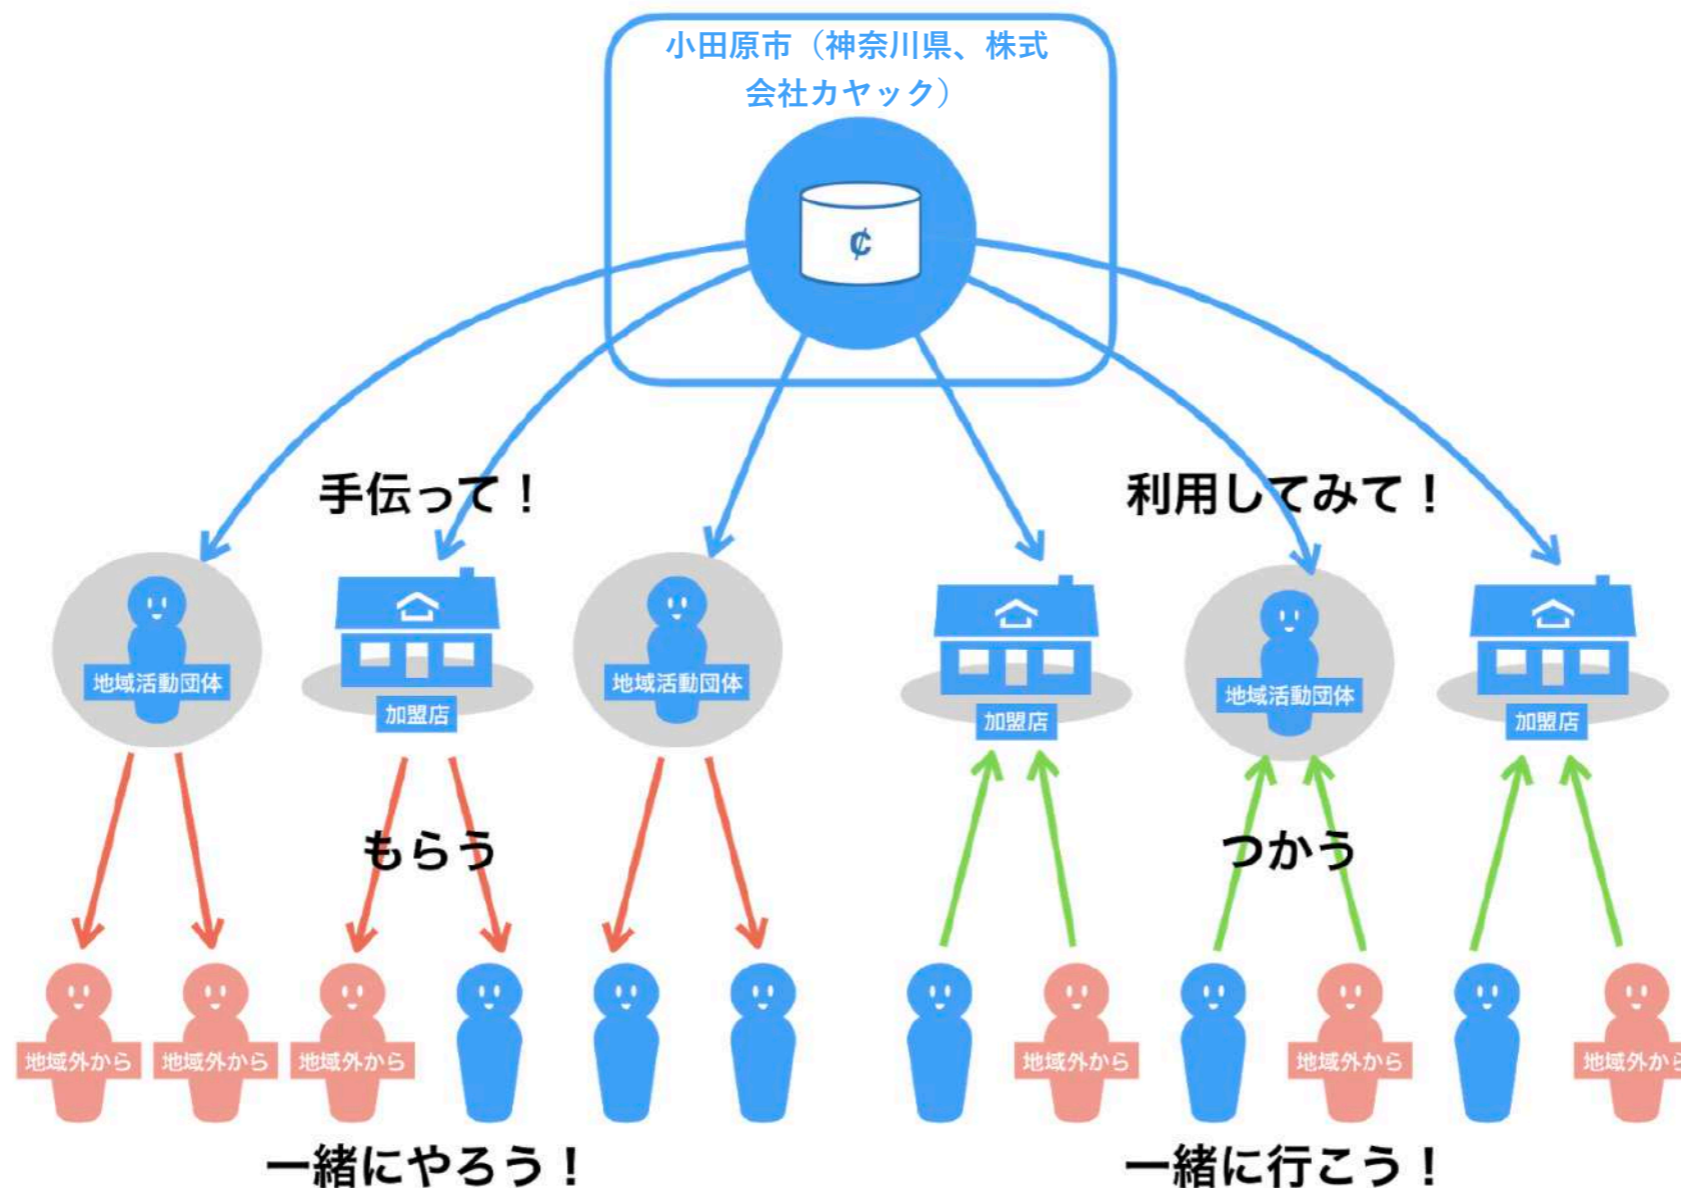 小田原市（神奈川県、株式
会社カヤック）
¢
手伝って！
利用してみて！
地域活動団体
加盟店
地域活動団体
加盟店
地域活動団体
加盟店
もらう
つかう
地域外から
地域外から
地域外から
地域外から
地域外から
地域外から
一緒にやろう！
一緒に行こう！